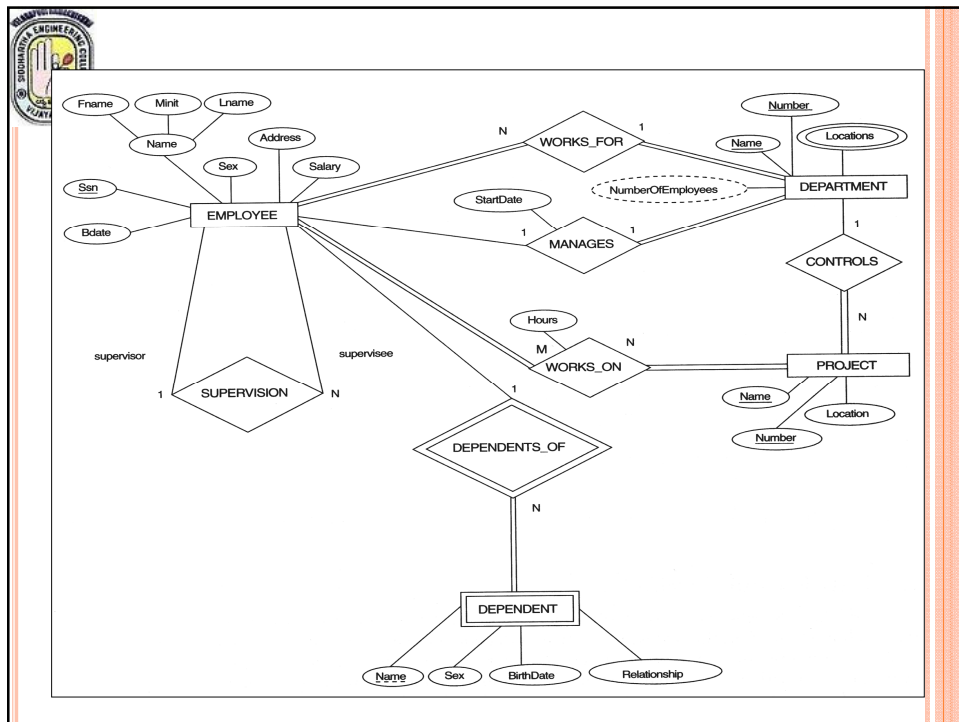 SIDDHARTHA ENGINEERING
Fname
Minit
Lname
Name
Address
Sex
Salary
Ssn
Bdate
EMPLOYEE
N
WORKS_FOR
1
Number
Name
Locations
NumberOfEmployees
DEPARTMENT
StartDate
1
MANAGES
1
1
CONTROLS
N
supervisor
supervisee
1
SUPERVISION
N
Hours
M
WORKS_ON
N
PROJECT
Name
Number
Location
1
DEPENDENTS_OF
N
DEPENDENT
Name
Sex
BirthDate
Relationship